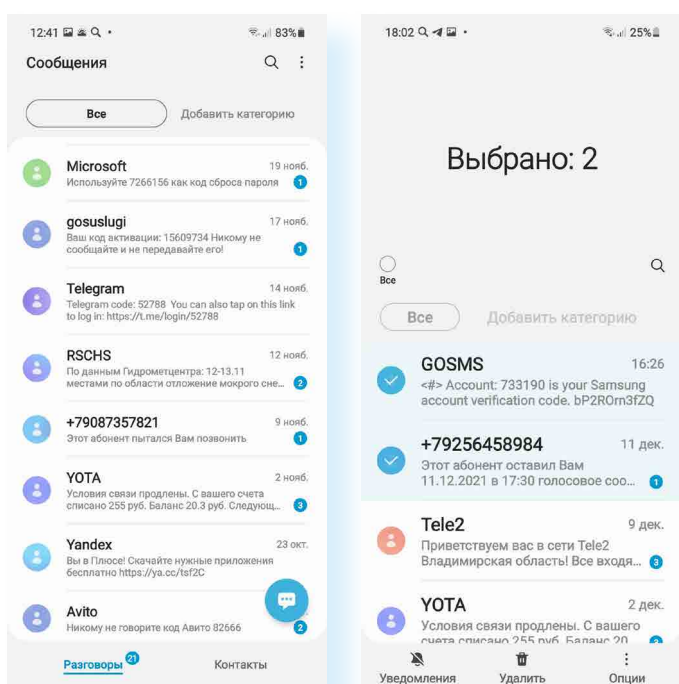 12:41
83%
Сообщения
Все
Добавить категорию
Microsoft
19 нояб.
Используйте 7266156 как код сброса пароля
1
gosuslugi
17 нояб.
Ваш код активации: 15609734 Никому не
сообщайте и не передавайте его!
1
Telegram
14 нояб.
Telegram code: 52788 You can also tap on this link
to log in: https://t.me/login/52788
RSCHS
12 нояб.
По данным Гидрометцентра: 12-13.11
местами по области отложение мокрого сне...
2
+79087357821
9 нояб.
Этот абонент пытался Вам позвонить
1
YOTA
2 нояб.
Условия связи продлены. С вашего счета
списано 255 руб. Баланс 20.3 руб. Следующ...
3
Yandex
23 окт.
Вы в Плюсе! Скачайте нужные приложения
бесплатно https://ya.cc/tsf2C
Avito
Никому не говорите код Авито 82666
2
Разговоры
21
Контакты
18:02
25%
Выбрано: 2
Все
Все
Добавить категорию
GOSMS
16:26
<#> Account: 733190 is your Samsung
account verification code. bP2ROrn3fZQ
+79256458984
11 дек.
Этот абонент оставил Вам
11.12.2021 в 17:30 голосовое соо...
1
Tele2
9 дек.
Приветствуем вас в сети Tele2
Владимирская область! Все входя...
3
YOTA
2 дек.
Условия связи продлены. С вашего
счета списано 255 руб. Баланс 20
Уведомления
Удалить
Опции